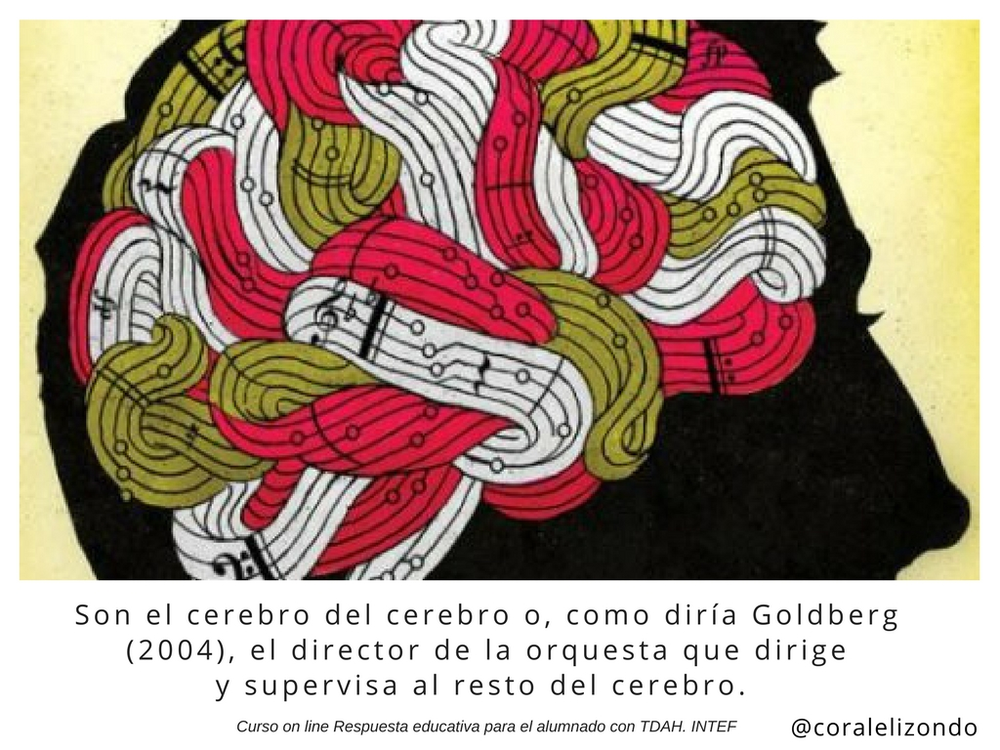 Son el cerebro del cerebro o, como diría Goldberg
(2004), el director de la orquesta que dirige
y supervisa al resto del cerebro.
Curso on line Respuesta educativa para el alumnado con TDAH. INTEF
@coralelizondo